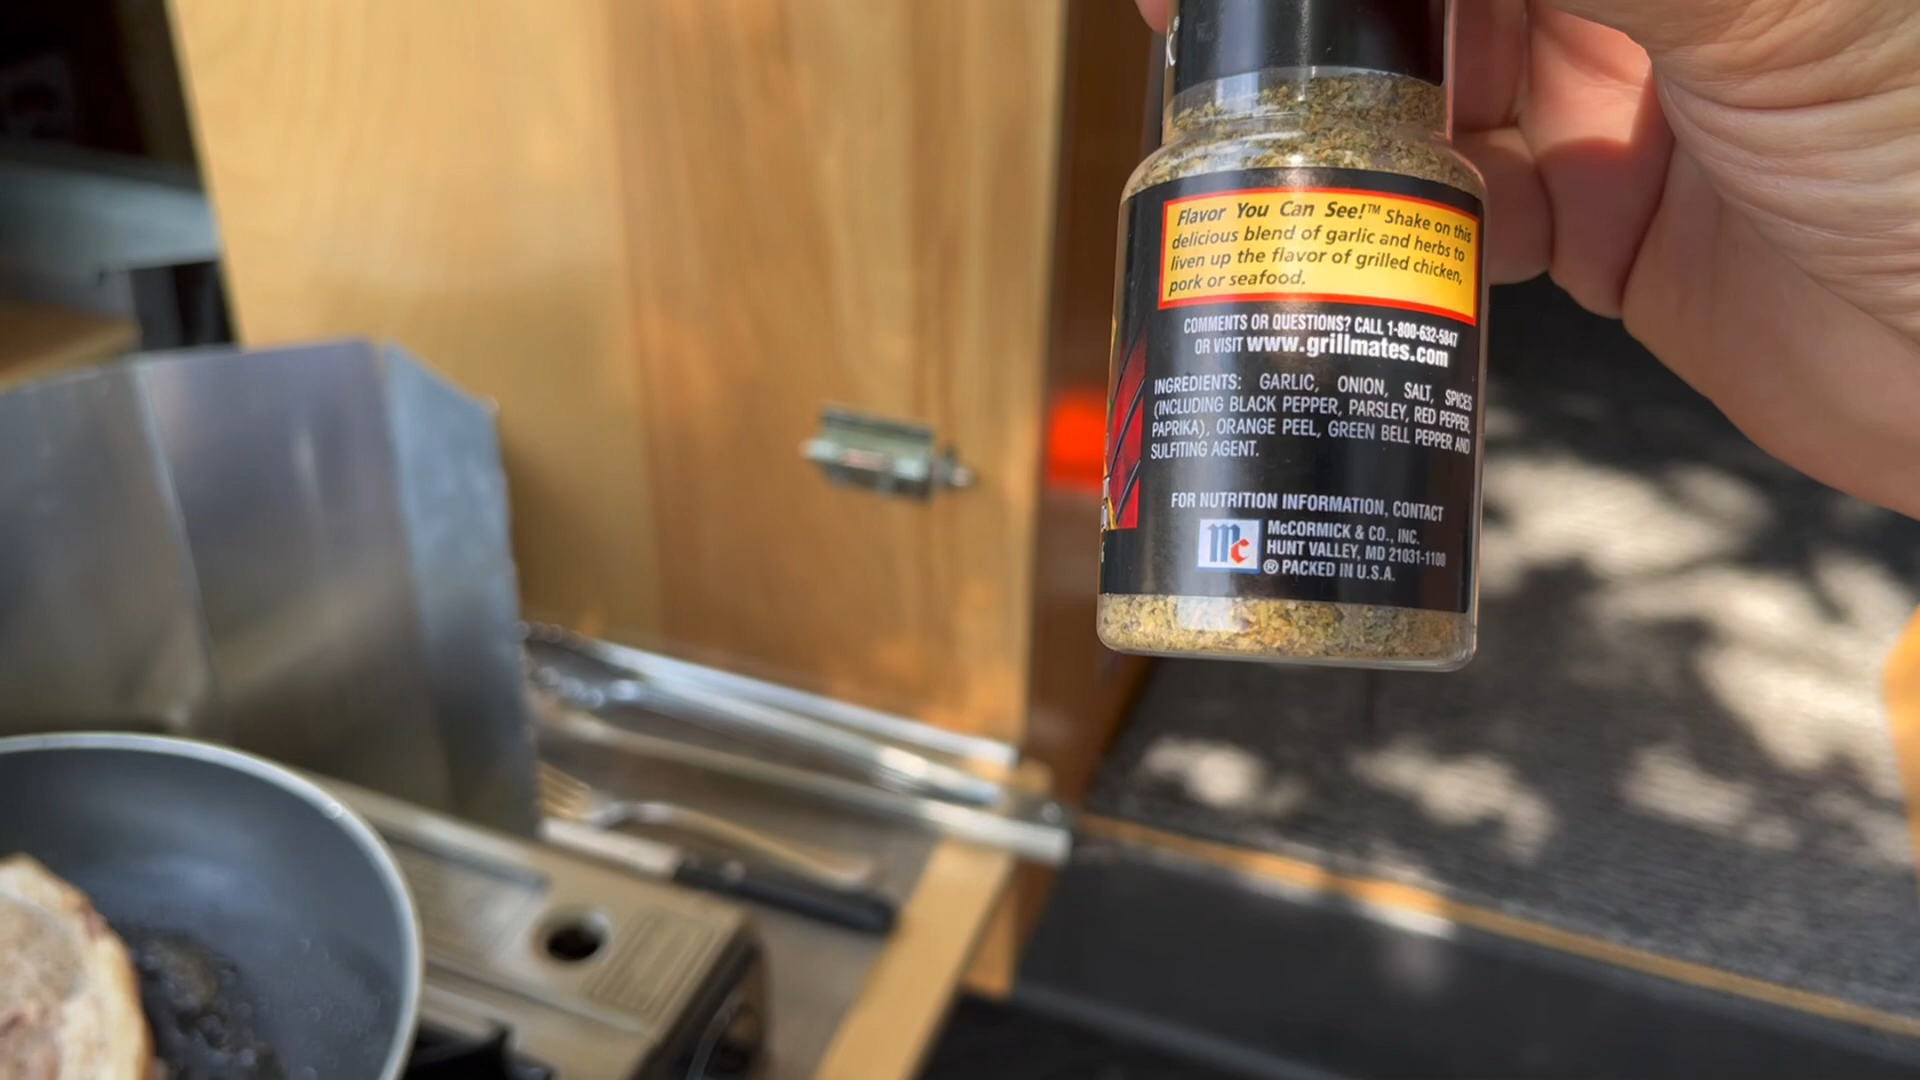 Flavor You Can See!™ Shake on this
delicious blend of garlic and herbs to
liven up the flavor of grilled chicken,
pork or seafood.
COMMENTS OR QUESTIONS? CALL 1-800-632-5847
OR VISIT www.grillmates.com
INGREDIENTS: GARLIC, ONION, SALT, SPICES
(INCLUDING BLACK PEPPER, PARSLEY, RED PEPPER,
PAPRIKA), ORANGE PEEL, GREEN BELL PEPPER AND
SULFITING AGENT.
FOR NUTRITION INFORMATION, CONTACT
Mc
McCORMICK & CO., INC.
HUNT VALLEY, MD 21031-1100
® PACKED IN U.S.A.